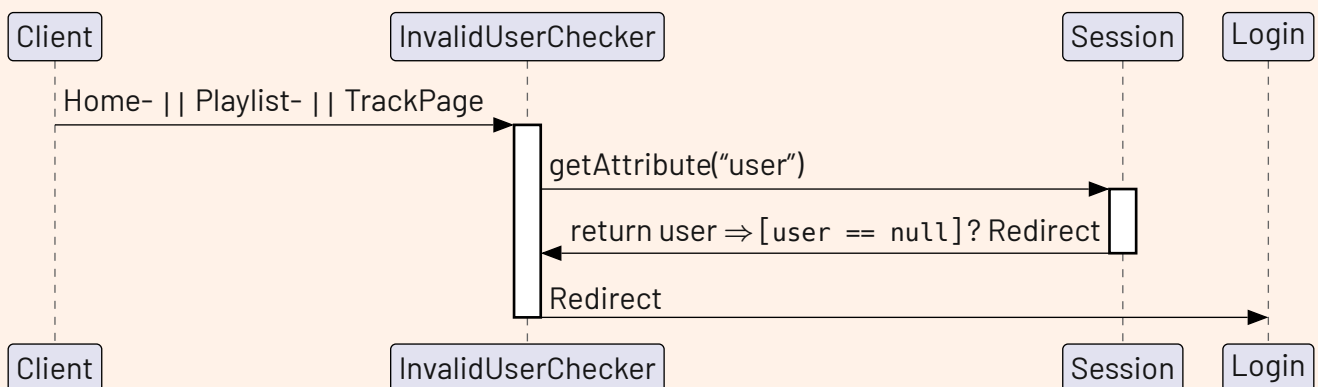 Client InvalidUserChecker Session Login
Home- || Playlist- || TrackPage
getAttribute(“user”)
return user ⇒ [user == null]? Redirect
Redirect
Client InvalidUserChecker Session Login